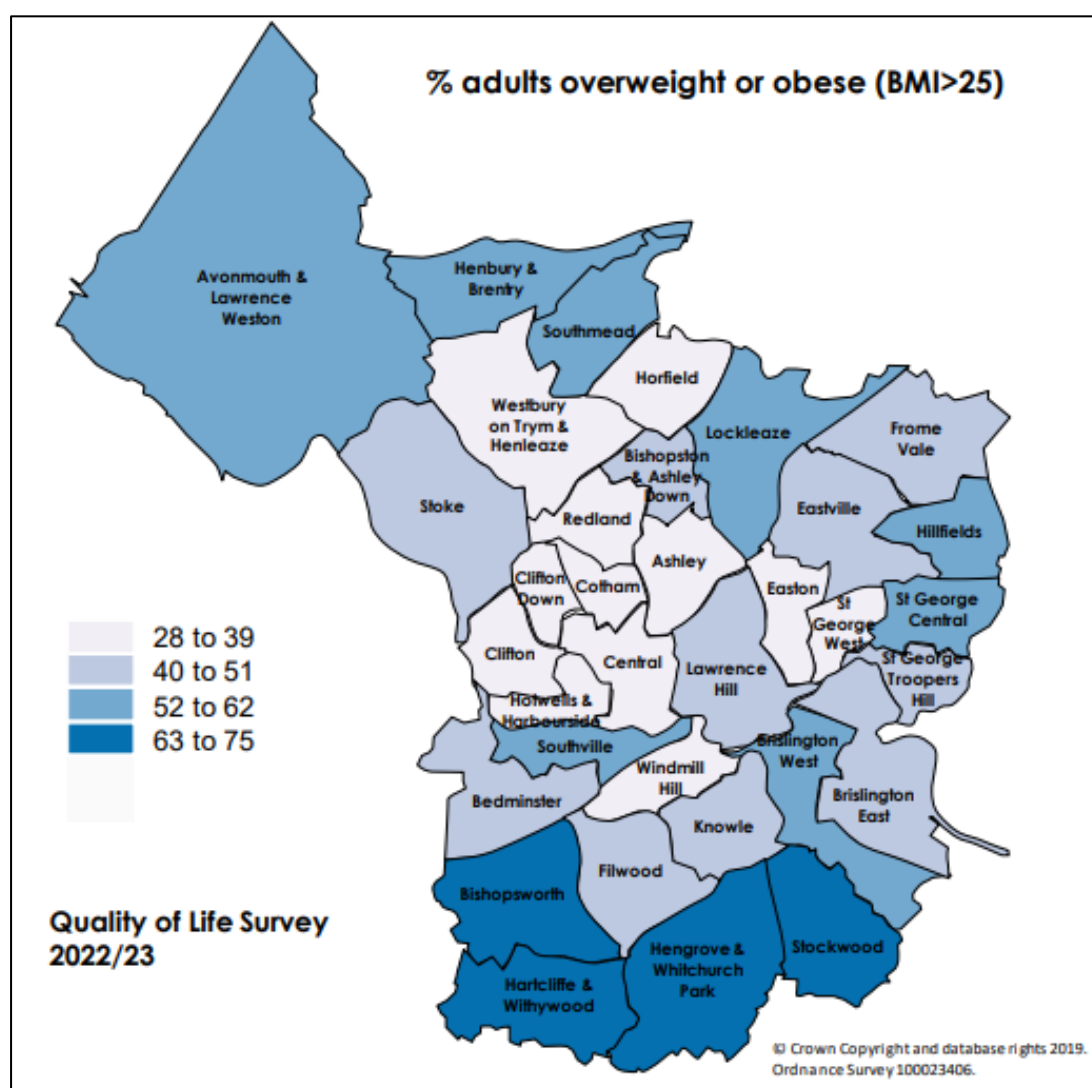 % adults overweight or obese (BMI>25)
Avonmouth &
Lawrence
Weston
Henbury &
Brentry
Southmead
Horfield
Westbury
on Trym &
Henleaze
Lockleaze
Frome
Vale
Bishopston
& Ashley
Down
Stoke
Eastville
Redland
Hillfields
Ashley
Clifton
Down
Cotham
Easton
St
George
West
St George
Central
28 to 39
40 to 51
52 to 62
63 to 75
Clifton
Central
Lawrence
Hill
St George
Troopers
Hill
Hotwells &
Harbourside
Southville
Brislington
West
Windmill
Hill
Bedminster
Brislington
East
Knowle
Filwood
Bishopsworth
Quality of Life Survey
2022/23
Hengrove &
Whitchurch
Park
Stockwood
Hartcliffe &
Withywood
© Crown Copyright and database rights 2019.
Ordnance Survey 100023406.